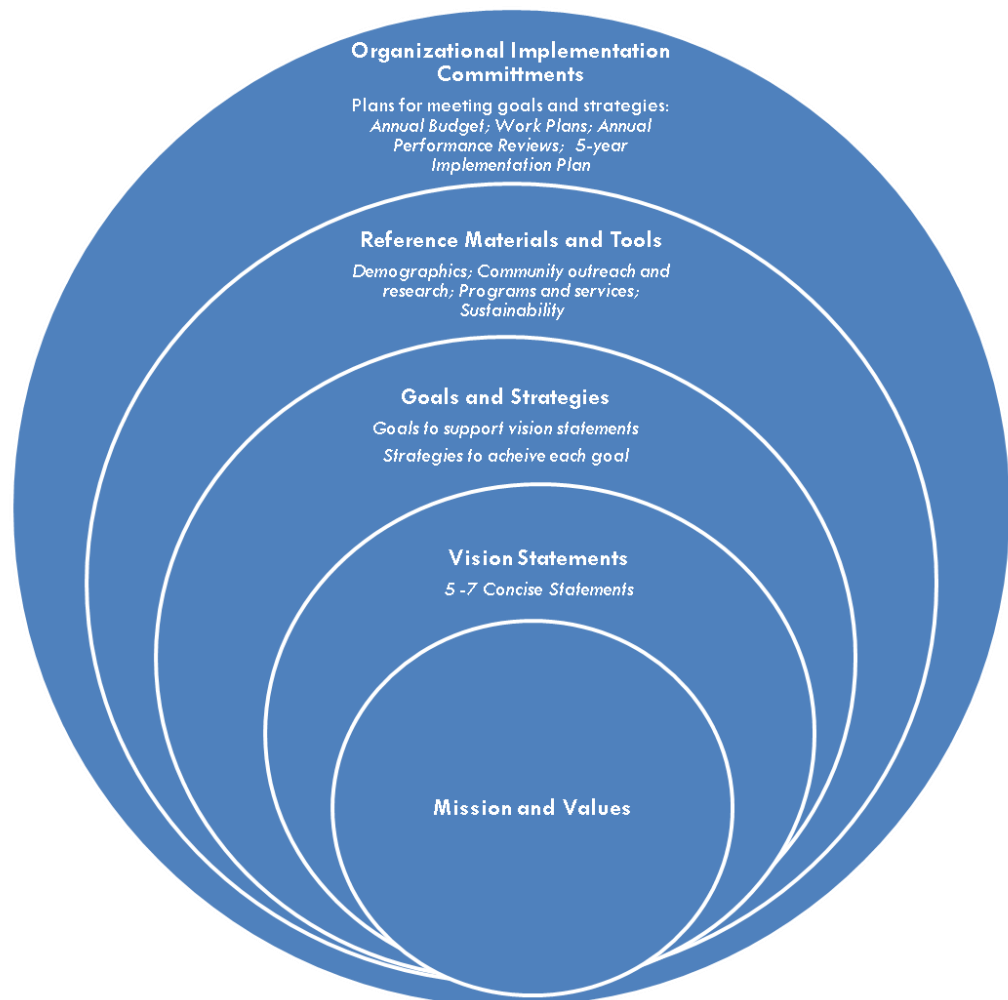 Organizational Implementation
Committments
Plans for meeting goals and strategies:
Annual Budget; Work Plans; Annual
Performance Reviews; 5-year
Implementation Plan
Reference Materials and Tools
Demographics; Community outreach and
research; Programs and services;
Sustainability
Goals and Strategies
Goals to support vision statements
Strategies to acheive each goal
Vision Statements
5 -7 Concise Statements
Mission and Values